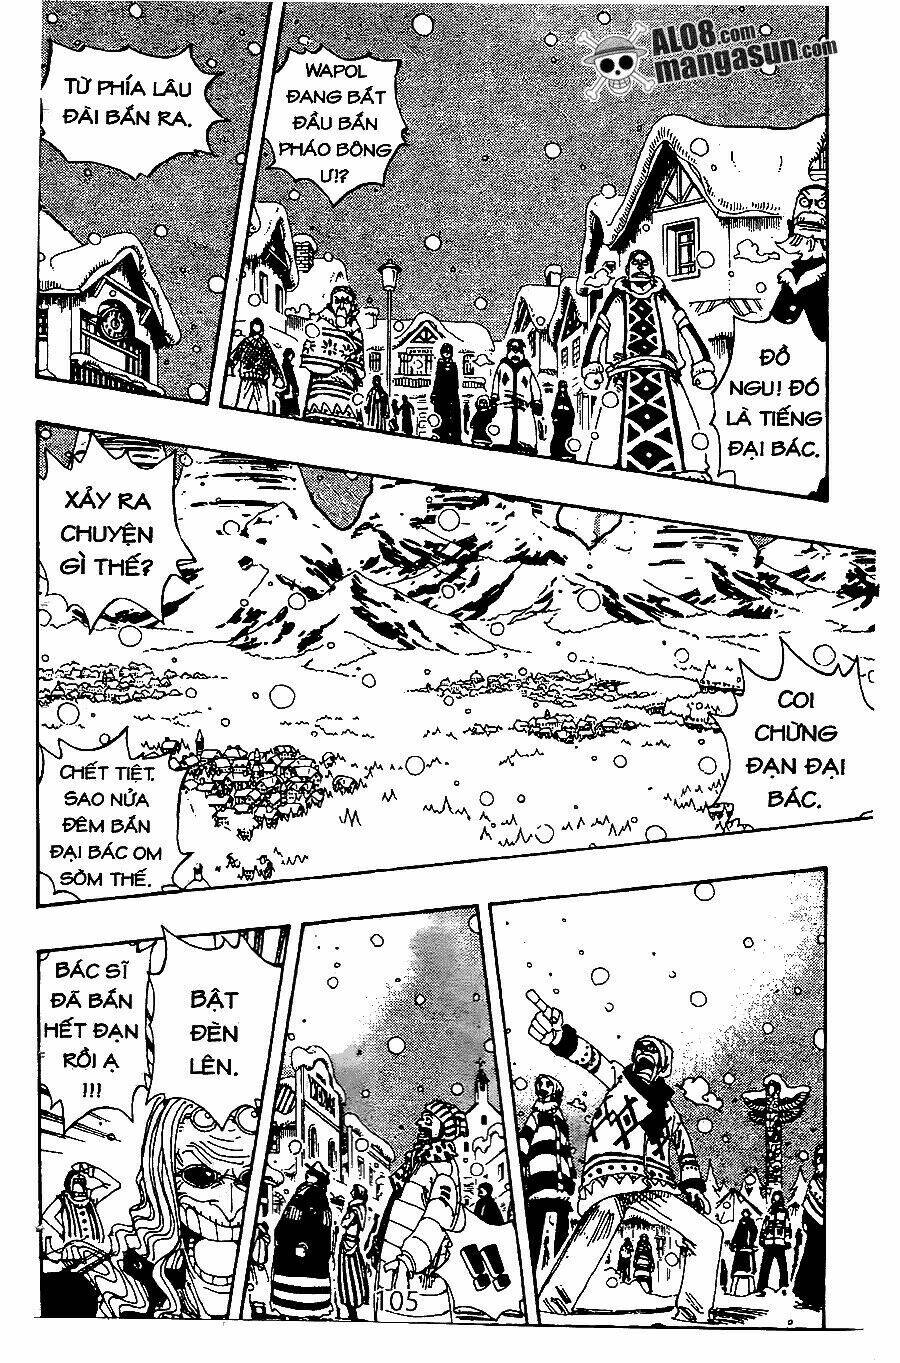 AL08.com
mangasun.com
TỪ PHÍA LÂU
ĐÀI BẮN RA.
WAPOL
ĐANG BẮT
ĐẦU BẮN
PHÁO BÔNG
Ư!?
ĐỒ
NGU! ĐÓ
LÀ TIẾNG
ĐẠI BÁC.
XẢY RA
CHUYỆN
GÌ THẾ?
COI
CHỪNG
ĐẠN ĐẠI
BÁC.
CHẾT TIỆT.
SAO NỬA
ĐÊM BẮN
ĐẠI BÁC OM
SÒM THẾ.
BÁC SĨ
ĐÃ BẮN
HẾT ĐẠN
RỒI Ạ
!!!
BẬT
ĐÈN
LÊN.
!!
105